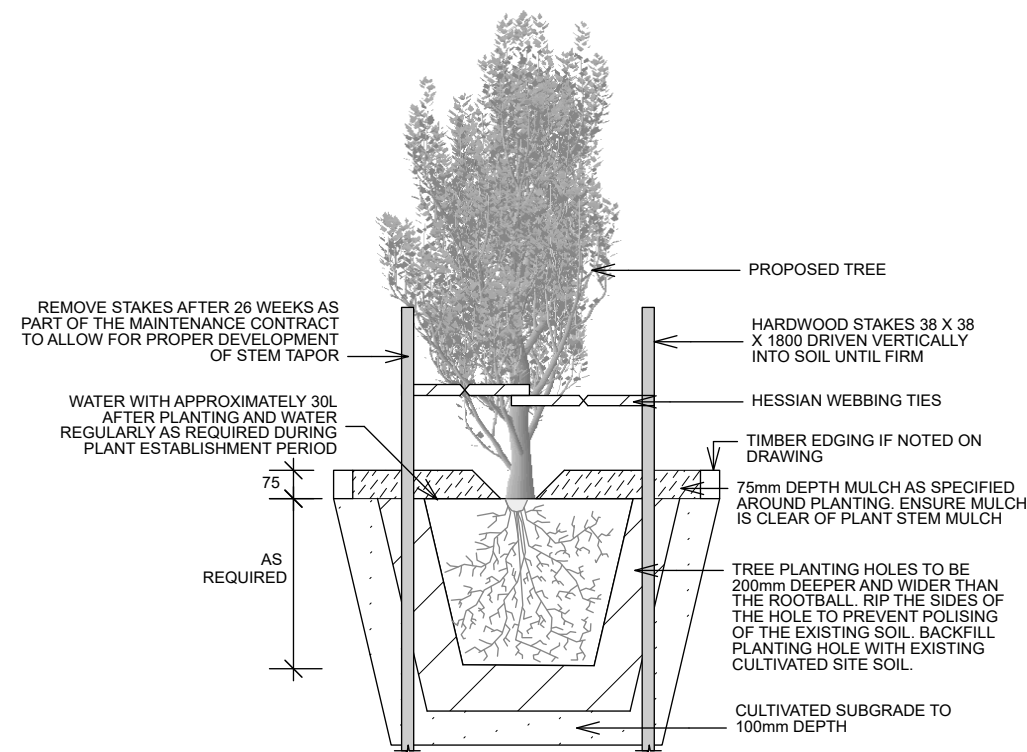 REMOVE STAKES AFTER 26 WEEKS AS
PART OF THE MAINTENANCE CONTRACT
TO ALLOW FOR PROPER DEVELOPMENT
OF STEM TAPOR
WATER WITH APPROXIMATELY 30L
AFTER PLANTING AND WATER
REGULARLY AS REQUIRED DURING
PLANT ESTABLISHMENT PERIOD
75
AS
REQUIRED
PROPOSED TREE
HARDWOOD STAKES 38 X 38
X 1800 DRIVEN VERTICALLY
INTO SOIL UNTIL FIRM
HESSIAN WEBBING TIES
TIMBER EDGING IF NOTED ON
DRAWING
75mm DEPTH MULCH AS SPECIFIED
AROUND PLANTING. ENSURE MULCH
IS CLEAR OF PLANT STEM MULCH
TREE PLANTING HOLES TO BE
200mm DEEPER AND WIDER THAN
THE ROOTBALL. RIP THE SIDES OF
THE HOLE TO PREVENT POLISING
OF THE EXISTING SOIL. BACKFILL
PLANTING HOLE WITH EXISTING
CULTIVATED SITE SOIL.
CULTIVATED SUBGRADE TO
100mm DEPTH